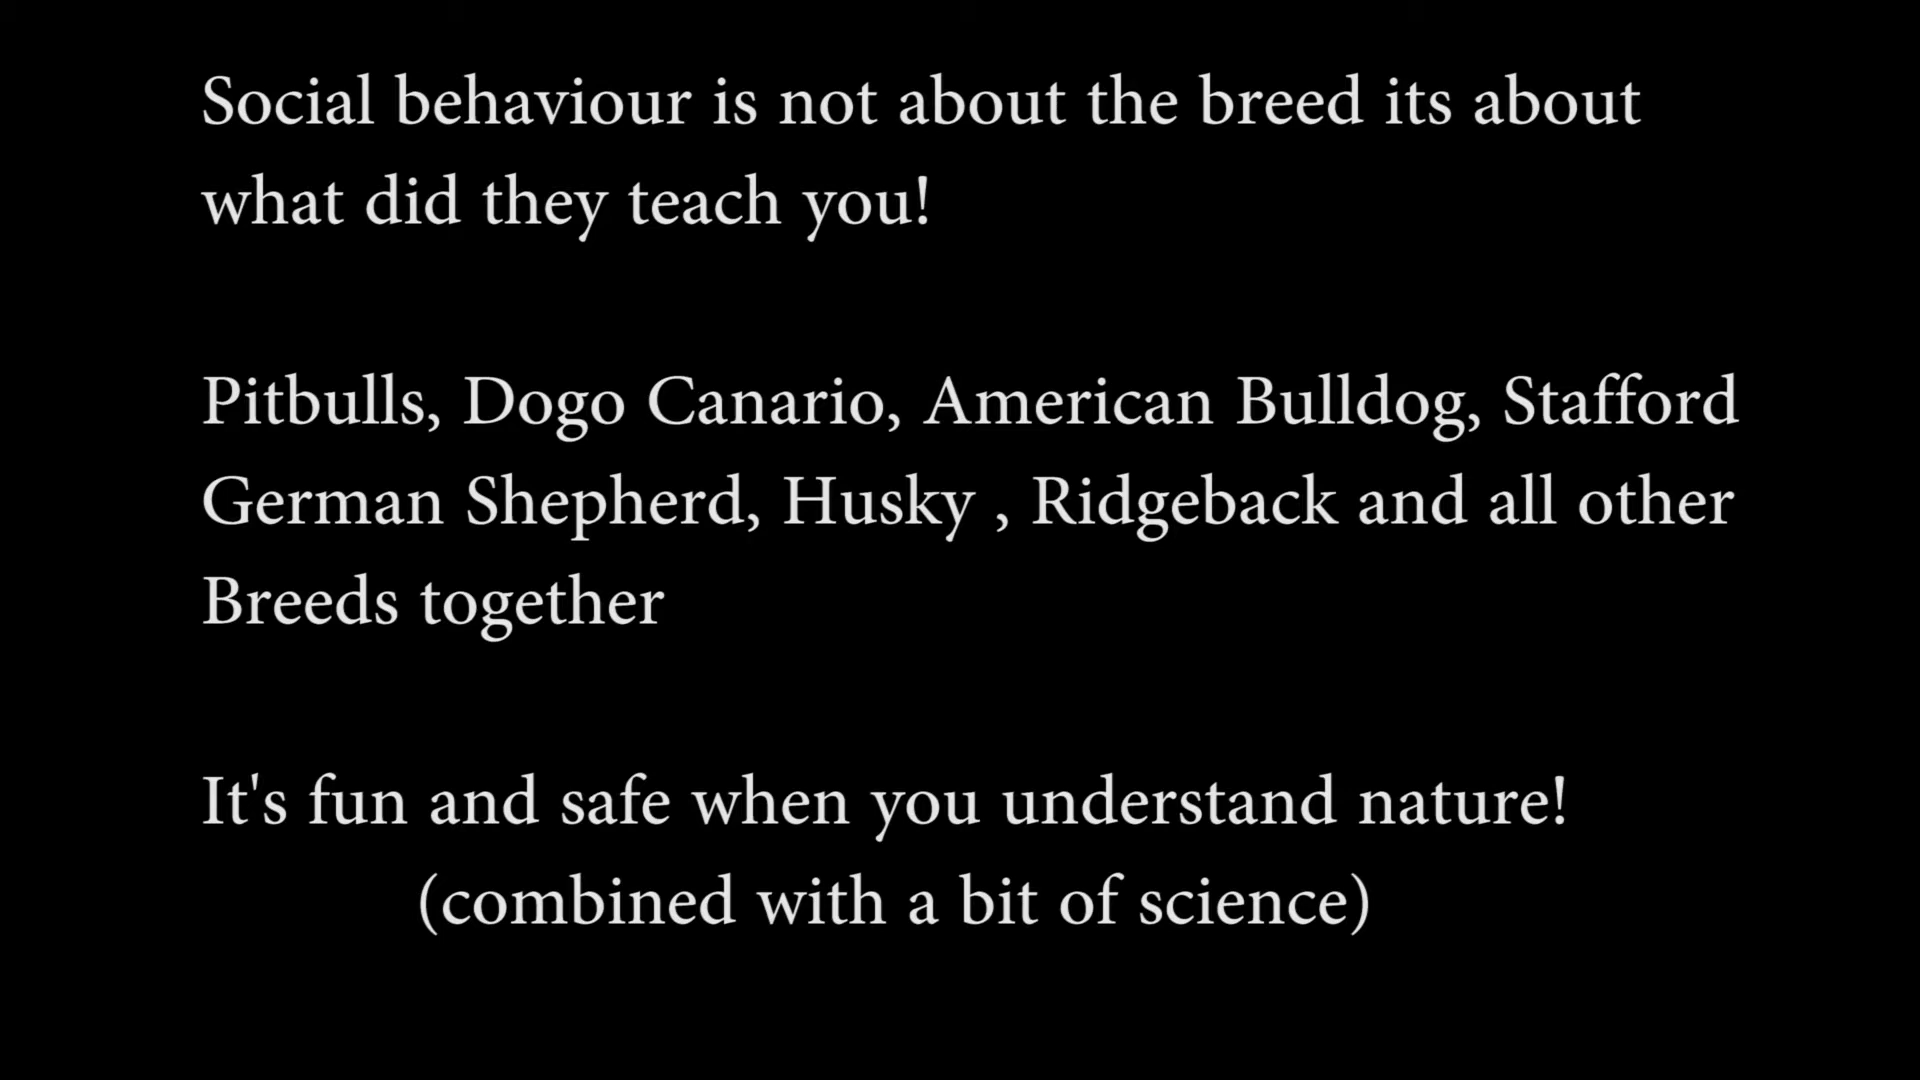 Social behaviour is not about the breed its about
what did they teach you!
Pitbulls, Dogo Canario, American Bulldog, Stafford
German Shepherd, Husky , Ridgeback and all other
Breeds together
It's fun and safe when you understand nature!
(combined with a bit of science)